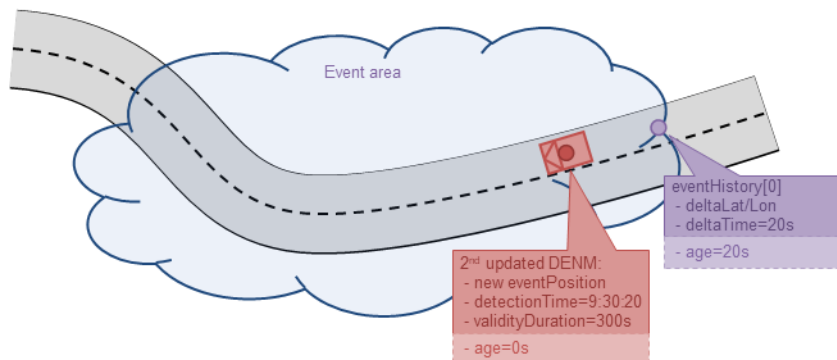 Event area
eventHistory[0]
- deltaLat/Lon
- deltaTime=20s
- age=20s
2nd updated DENM:
- new eventPosition
- detectionTime=9:30:20
- validityDuration=300s
- age=0s